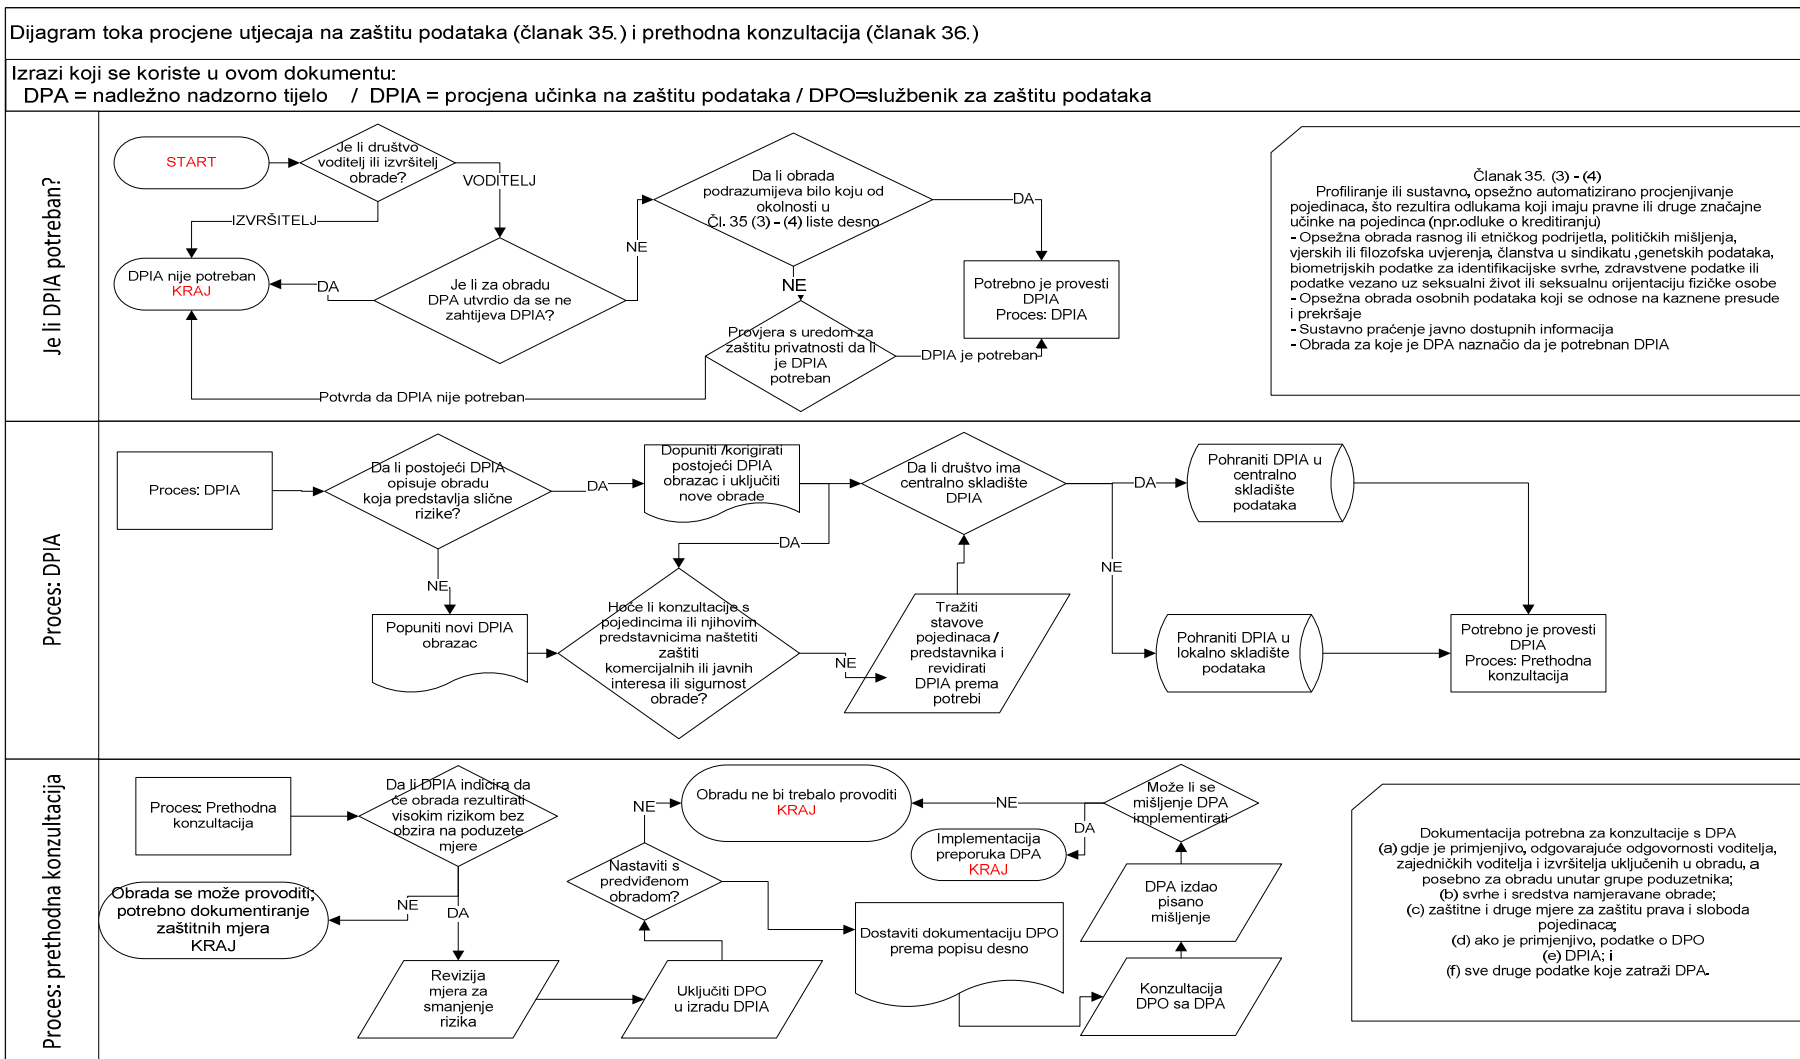 Dijagram toka procjene utjecaja na zaštitu podataka (članak 35.) i prethodna konzultacija (članak 36.)
Izrazi koji se koriste u ovom dokumentu:
DPA = nadležno nadzorno tijelo / DPIA = procjena učinka na zaštitu podataka / DPO=službenik za zaštitu podataka
Je li DPIA potreban?
START
Je li društvo
voditelj ili izvršitelj
obrade?
VODITELJ
IZVRŠITELJ
DPIA nije potreban
KRAJ
DA
Je li za obradu
DPA utvrdio da se ne
zahtijeva DPIA?
NE
Da li obrada
podrazumijeva bilo koju od
okolnosti u
Čl. 35 (3) – (4) liste desno
DA
NE
Potrebno je provesti
DPIA
Proces: DPIA
Provjera s uredom za
zaštitu privatnosti da li
je DPIA
potreban
DPIA je potreban
Potvrda da DPIA nije potreban
Članak 35. (3) - (4)
Profiliranje ili sustavno, opsežno automatizirano procjenjivanje
pojedinaca, što rezultira odlukama koji imaju pravne ili druge značajne
učinke na pojedinca (npr.odluke o kreditiranju)
- Opsežna obrada rasnog ili etničkog podrijetla, političkih mišljenja,
vjerskih ili filozofska uvjerenja, članstva u sindikatu ,genetskih podataka,
biometrijskih podatke za identifikacijske svrhe, zdravstvene podatke ili
podatke vezano uz seksualni život ili seksualnu orijentaciju fizičke osobe
- Opsežna obrada osobnih podataka koji se odnose na kaznene presude
i prekršaje
- Sustavno praćenje javno dostupnih informacija
- Obrada za koje je DPA naznačio da je potrebnan DPIA
Proces: DPIA
Proces: DPIA
Da li postojeći DPIA
opisuje obradu
koja predstavlja slične
rizike?
DA
NE
Dopuniti /korigirati
postojeći DPIA
obrazac i uključiti
nove obrade
DA
Popuniti novi DPIA
obrazac
Hoće li konzultacije s
pojedincima ili njihovim
predstavnicima naštetiti
zaštiti
komercijalnih ili javnih
interesa ili sigurnost
obrade?
NE
Tražiti
stavove
pojedinaca /
predstavnika i
revidirati
DPIA prema
potrebi
Da li društvo ima
centralno skladište
DPIA
DA
NE
Pohraniti DPIA u
centralno
skladište
podataka
Pohraniti DPIA u
lokalno skladište
podataka
Potrebno je provesti
DPIA
Proces: Prethodna
konzultacija
Proces: prethodna konzultacija
Proces: Prethodna
konzultacija
Da li DPIA indicira da
će obrada rezultirati
visokim rizikom bez
obzira na poduzete
mjere
NE
DA
Obrada se može provoditi;
potrebno dokumentiranje
zaštitnih mjera
KRAJ
Revizija
mjera za
smanjenje
rizika
Uključiti DPO
u izradu DPIA
Nastaviti s
predviđenom
obradom?
NE
DA
Obradu ne bi trebalo provoditi
KRAJ
Dostaviti dokumentaciju DPO
prema popisu desno
Konzultacija
DPO sa DPA
DPA izdao
pisano
mišljenje
Može li se
mišljenje DPA
implementirati
NE
DA
Implementacija
preporuka DPA
KRAJ
Dokumentacija potrebna za konzultacije s DPA
(a) gdje je primjenjivo, odgovarajuće odgovornosti voditelja,
zajedničkih voditelja i izvršitelja uključenih u obradu, a
posebno za obradu unutar grupe poduzetnika;
(b) svrhe i sredstva namjeravane obrade;
(c) zaštitne i druge mjere za zaštitu prava i sloboda
pojedinaca;
(d) ako je primjenjivo, podatke o DPO
(e) DPIA; i
(f) sve druge podatke koje zatraži DPA.